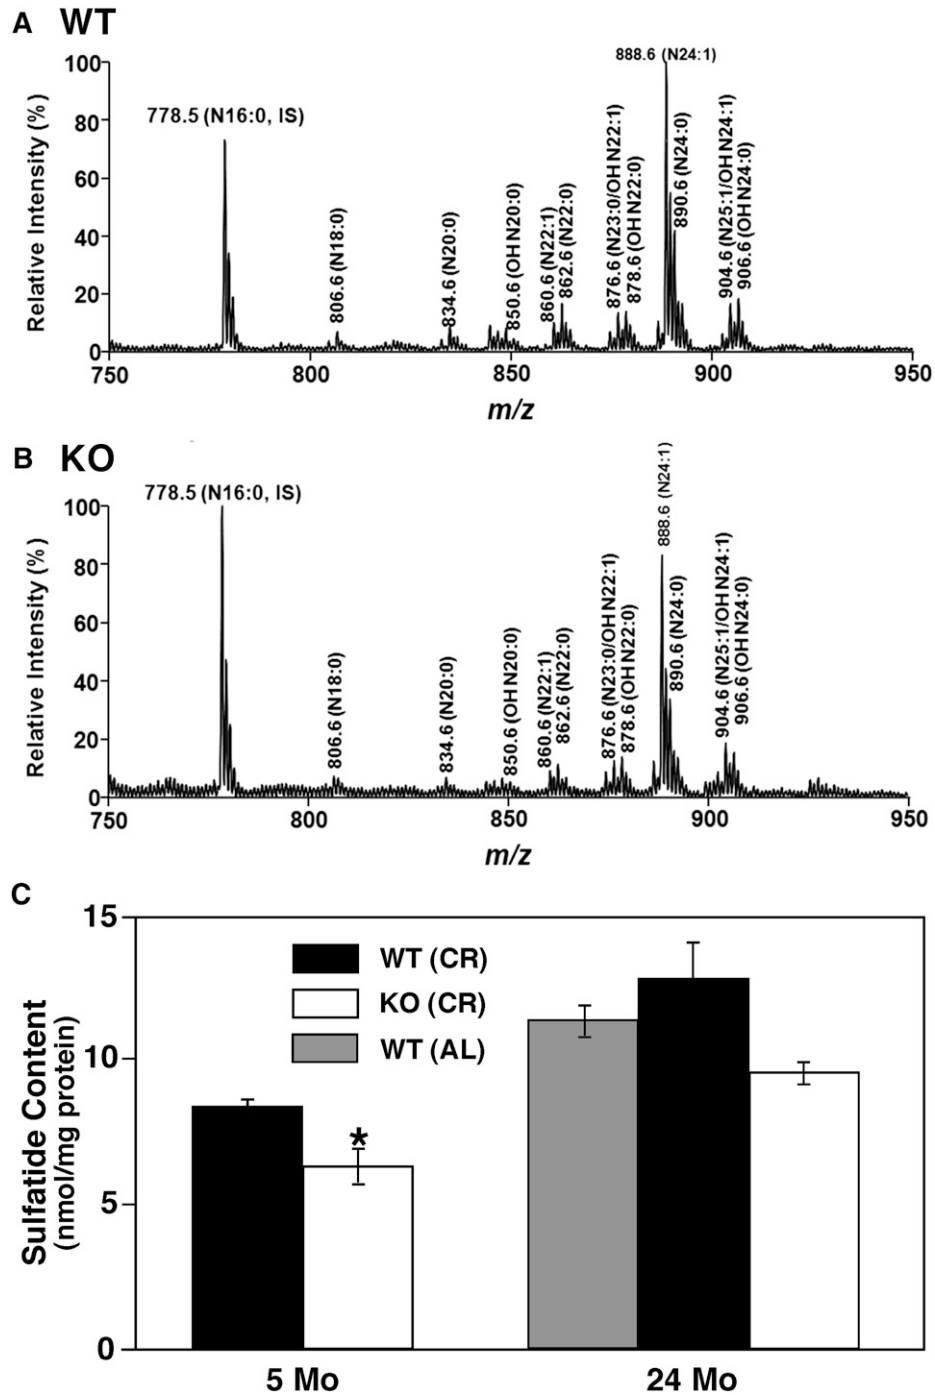 A WT
888.6 (N24:1)
778.5 (N16:0, IS)
806.6 (N18:0)
834.6 (N20:0)
850.6 (OH N20:0)
860.6 (N22:1)
862.6 (N22:0)
876.6 (N23:0/OH N22:1)
878.6 (OH N22:0)
890.6 (N24:0)
904.6 (N25:1/OH N24:1)
906.6 (OH N24:0)
Relative Intensity (%)
100
80
60
40
20
0
750 800 850 900 950
m/z
B KO
778.5 (N16:0, IS)
806.6 (N18:0)
834.6 (N20:0)
850.6 (OH N20:0)
860.6 (N22:1)
862.6 (N22:0)
876.6 (N23:0/OH N22:1)
878.6 (OH N22:0)
888.6 (N24:1)
890.6 (N24:0)
904.6 (N25:1/OH N24:1)
906.6 (OH N24:0)
Relative Intensity (%)
100
80
60
40
20
0
750 800 850 900 950
m/z
C
Sulfatide Content
(nmol/mg protein)
15
10
5
0
WT (CR)
KO (CR)
WT (AL)
*
5 Mo 24 Mo